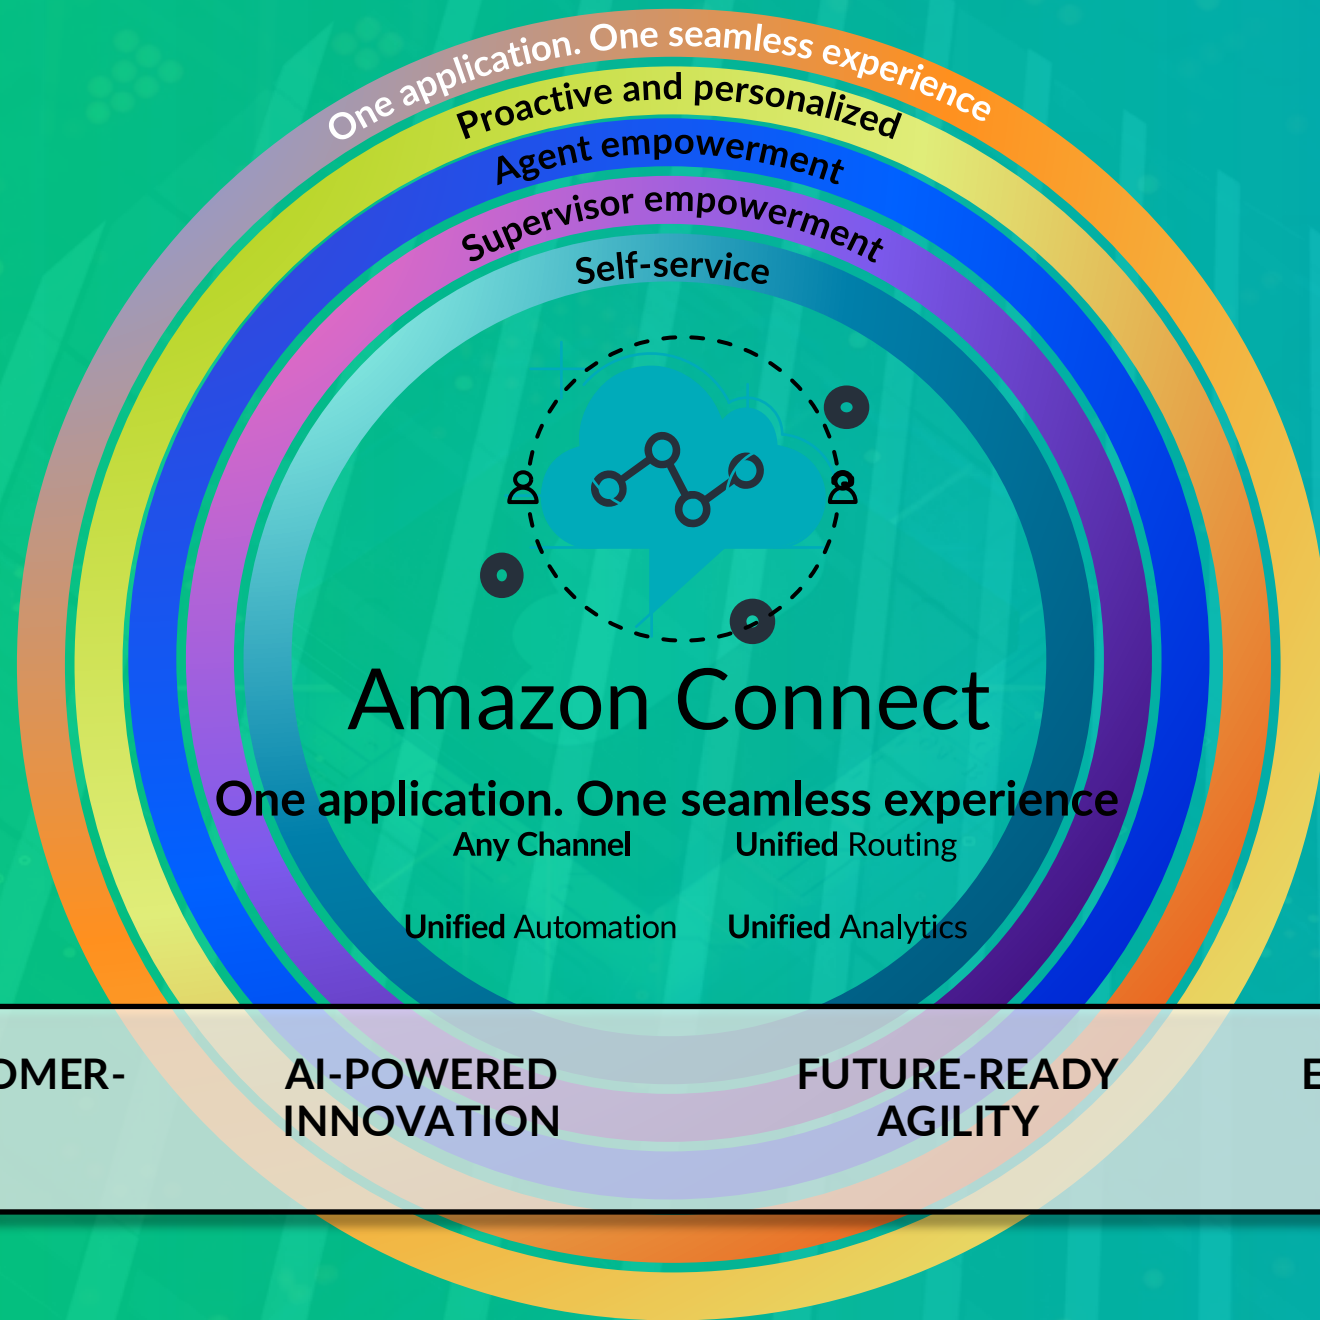 One application. One seamless experience
Proactive and personalized
Agent empowerment
Supervisor empowerment
Self-service
Amazon Connect
One application. One seamless experience
Any Channel
Unified Routing
Unified Automation
Unified Analytics
OMER-
AI-POWERED
INNOVATION
FUTURE-READY
AGILITY
E